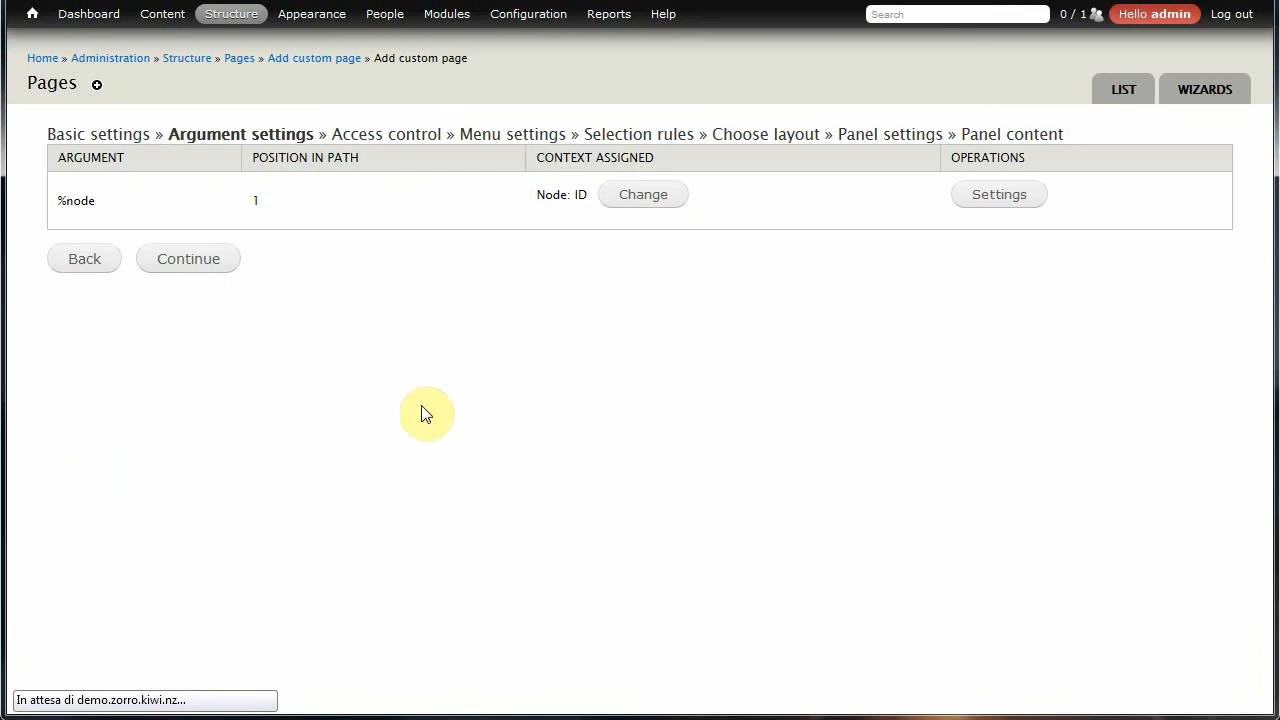 Dashboard Content Structure Appearance People Modules Configuration Reports Help Search 0 / 1 Hello admin Log out
Home » Administration » Structure » Pages » Add custom page » Add custom page
Pages LIST WIZARDS
Basic settings » Argument settings » Access control » Menu settings » Selection rules » Choose layout » Panel settings » Panel content
ARGUMENT POSITION IN PATH CONTEXT ASSIGNED OPERATIONS
%node 1 Node: ID Change Settings
Back Continue
In attesa di demo.zorro.kiwi.nz...